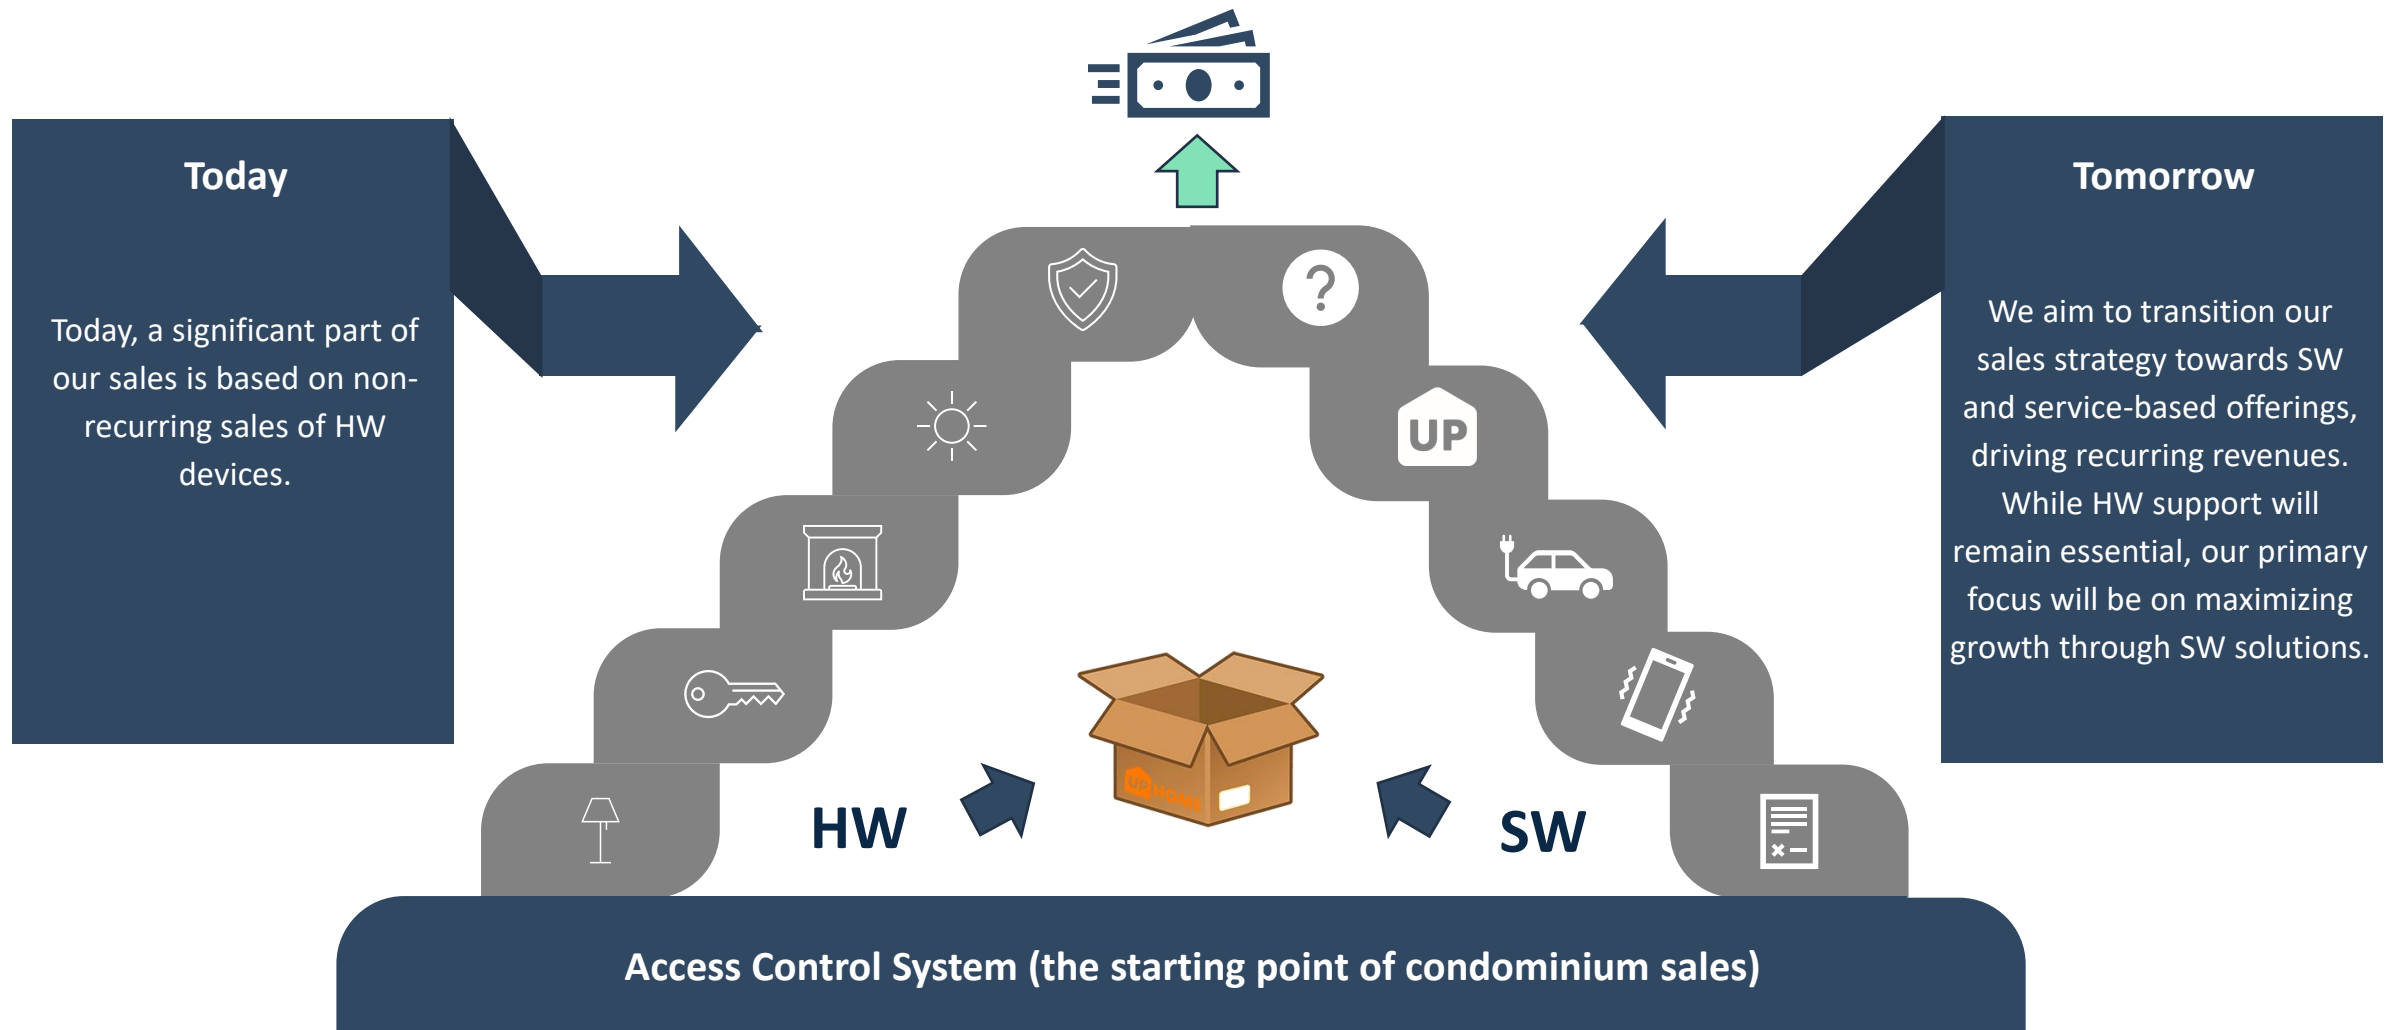 Today
Today, a significant part of
our sales is based on non-
recurring sales of HW
devices.
Tomorrow
We aim to transition our
sales strategy towards SW
and service-based offerings,
driving recurring revenues.
While HW support will
remain essential, our primary
focus will be on maximizing
growth through SW solutions.
?
UP
UP HOME
HW
SW
Access Control System (the starting point of condominium sales)